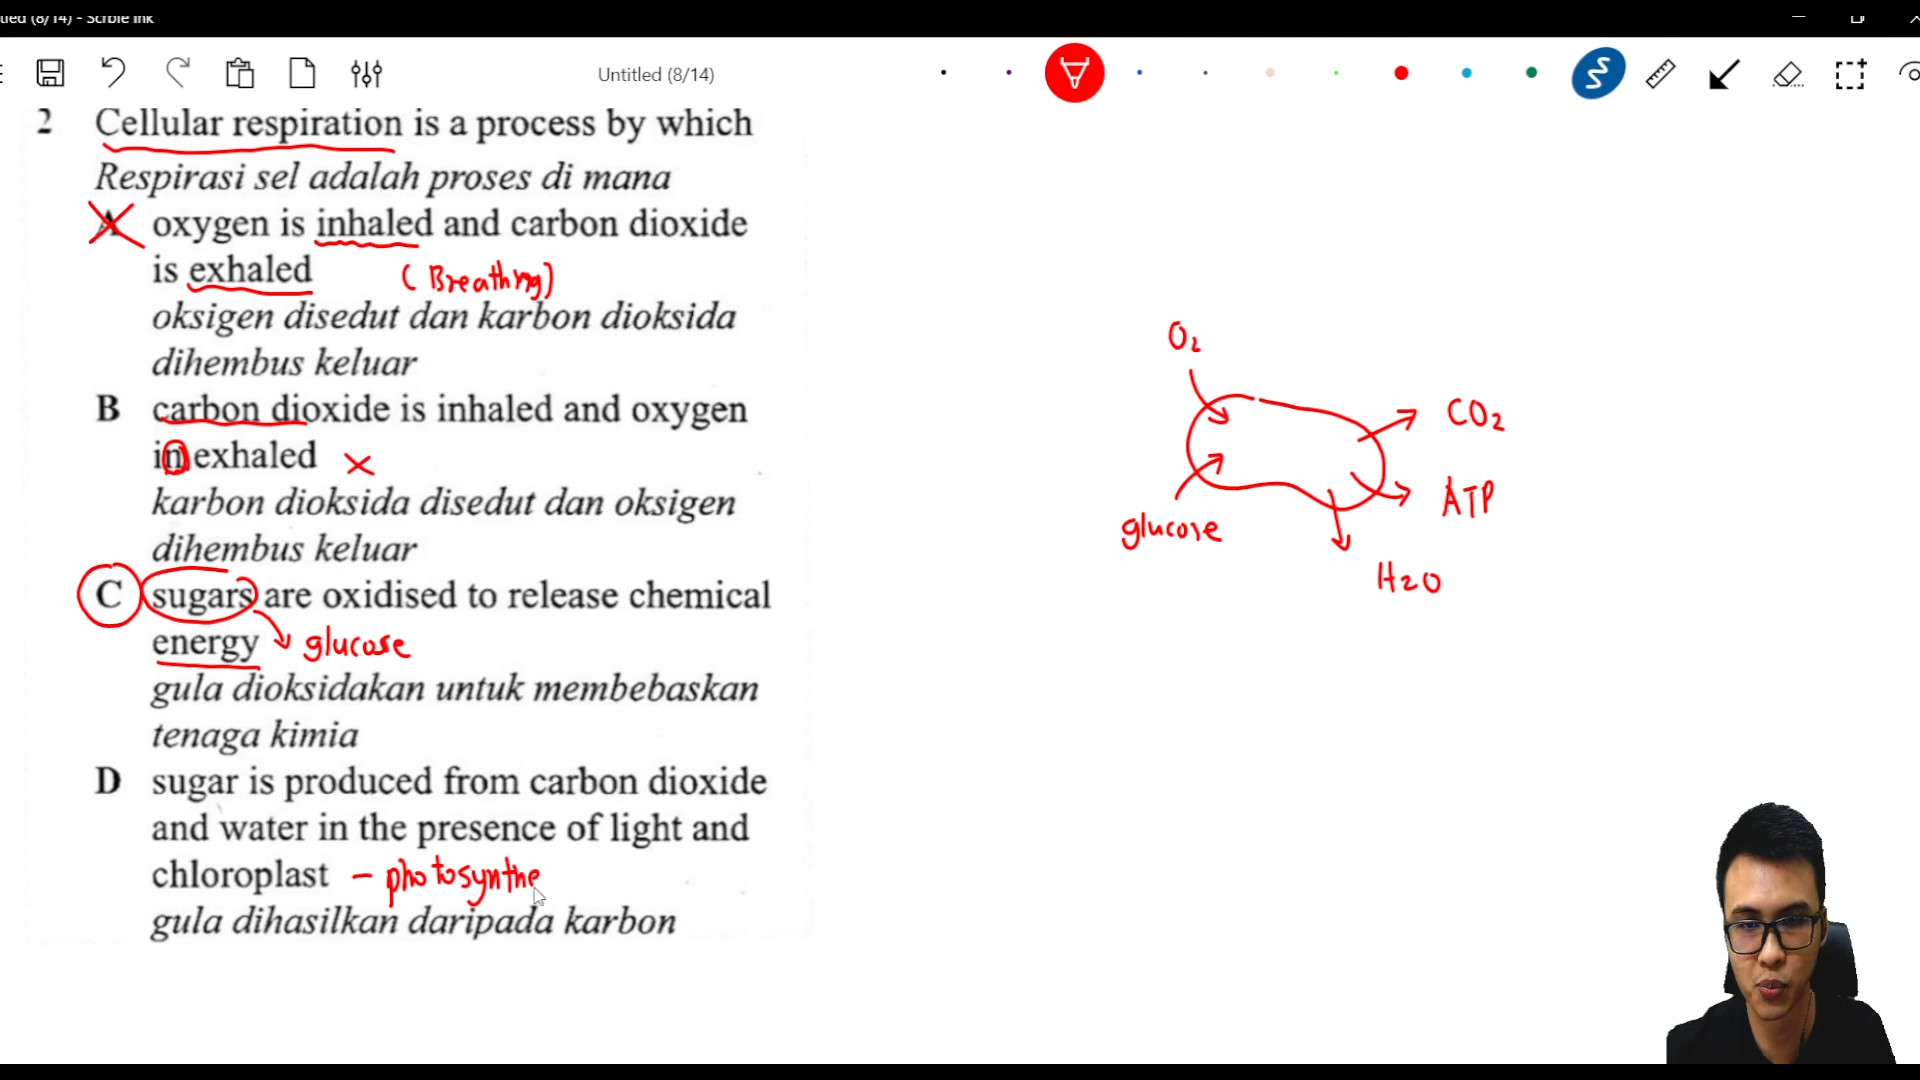 Untitled (8/14)
2 Cellular respiration is a process by which
Respirasi sel adalah proses di mana
A oxygen is inhaled and carbon dioxide
is exhaled (Breathing)
oksigen disedut dan karbon dioksida
dihembus keluar
B carbon dioxide is inhaled and oxygen
in exhaled ×
karbon dioksida disedut dan oksigen
dihembus keluar
C sugars are oxidised to release chemical
energy glucose
gula dioksidakan untuk membebaskan
tenaga kimia
D sugar is produced from carbon dioxide
and water in the presence of light and
chloroplast – photosynthe
gula dihasilkan daripada karbon
O2
CO2
ATP
glucose
H2O